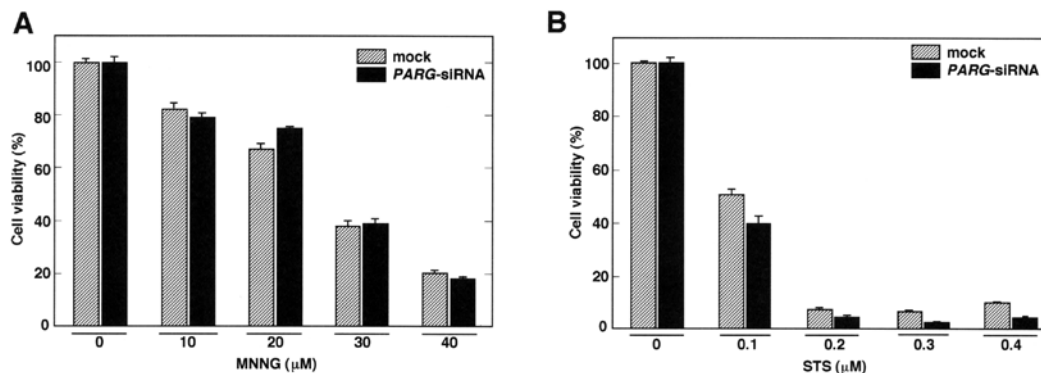 A
mock
PARG-siRNA
Cell viability (%)
100
80
60
40
20
0
0 10 20 30 40
MNNG (μM)
B
mock
PARG-siRNA
Cell viability (%)
100
80
60
40
20
0
0 0.1 0.2 0.3 0.4
STS (μM)